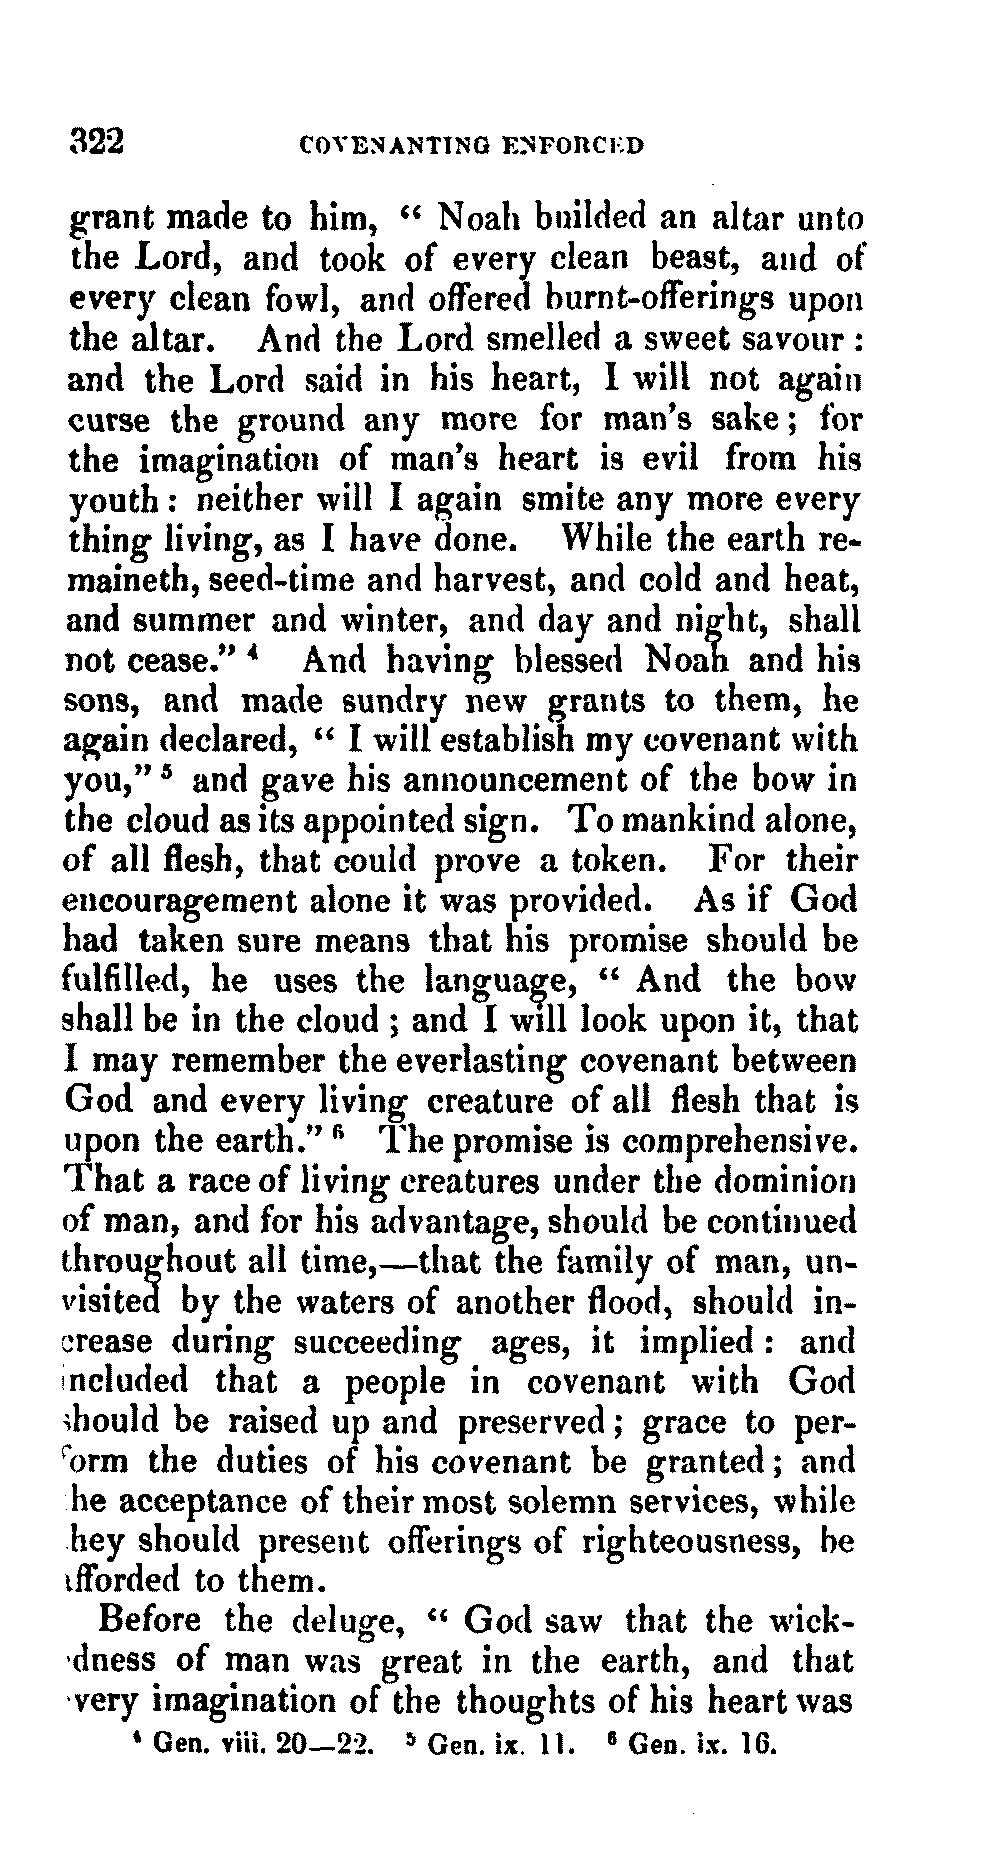 322 COVENANTING ENFORCED
grant made to him, “ Noah builded an altar unto
the Lord, and took of every clean beast, and of
every clean fowl, and offered burnt-offerings upon
the altar. And the Lord smelled a sweet savour :
and the Lord said in his heart, I will not again
curse the ground any more for man’s sake ; for
the imagination of man’s heart is evil from his
youth : neither will I again smite any more every
thing living, as I have done. While the earth re-
maineth, seed-time and harvest, and cold and heat,
and summer and winter, and day and night, shall
not cease.” ⁴ And having blessed Noah and his
sons, and made sundry new grants to them, he
again declared, “ I will establish my covenant with
you,” ⁵ and gave his announcement of the bow in
the cloud as its appointed sign. To mankind alone,
of all flesh, that could prove a token. For their
encouragement alone it was provided. As if God
had taken sure means that his promise should be
fulfilled, he uses the language, “ And the bow
shall be in the cloud ; and I will look upon it, that
I may remember the everlasting covenant between
God and every living creature of all flesh that is
upon the earth.” ⁶ The promise is comprehensive.
That a race of living creatures under the dominion
of man, and for his advantage, should be continued
throughout all time,—that the family of man, un-
visited by the waters of another flood, should in-
crease during succeeding ages, it implied : and
included that a people in covenant with God
should be raised up and preserved ; grace to per-
form the duties of his covenant be granted ; and
he acceptance of their most solemn services, while
hey should present offerings of righteousness, be
afforded to them.
Before the deluge, “ God saw that the wick-
dness of man was great in the earth, and that
very imagination of the thoughts of his heart was
⁴ Gen. viii. 20—22. ⁵ Gen. ix. 11. ⁶ Gen. ix. 16.